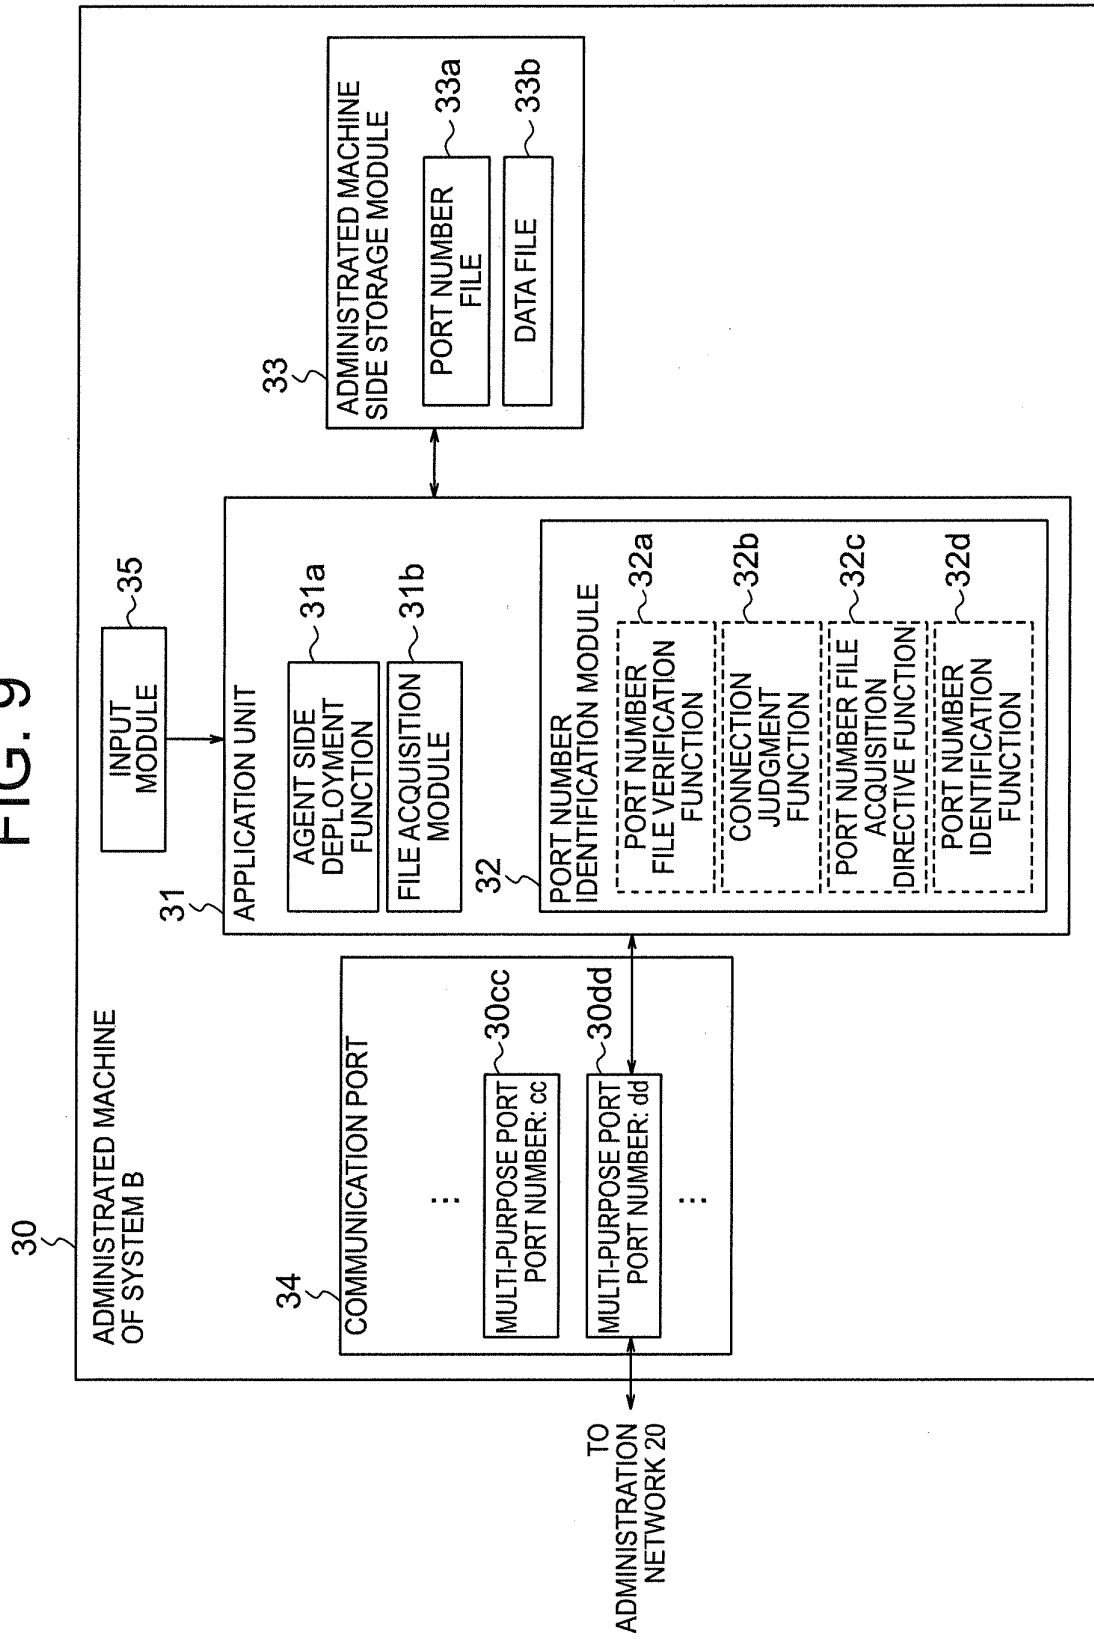 FIG. 9
30
ADMINISTRATED MACHINE
OF SYSTEM B
INPUT
MODULE
35
34
COMMUNICATION PORT
⋮
MULTI-PURPOSE PORT
PORT NUMBER: cc
30cc
MULTI-PURPOSE PORT
PORT NUMBER: dd
30dd
⋮
TO
ADMINISTRATION
NETWORK 20
31
APPLICATION UNIT
AGENT SIDE
DEPLOYMENT
FUNCTION
31a
FILE ACQUISITION
MODULE
31b
32
PORT NUMBER
IDENTIFICATION MODULE
PORT NUMBER
FILE VERIFICATION
FUNCTION
32a
CONNECTION
JUDGMENT
FUNCTION
32b
PORT NUMBER FILE
ACQUISITION
DIRECTIVE FUNCTION
32c
PORT NUMBER
IDENTIFICATION
FUNCTION
32d
33
ADMINISTRATED MACHINE
SIDE STORAGE MODULE
PORT NUMBER
FILE
33a
DATA FILE
33b